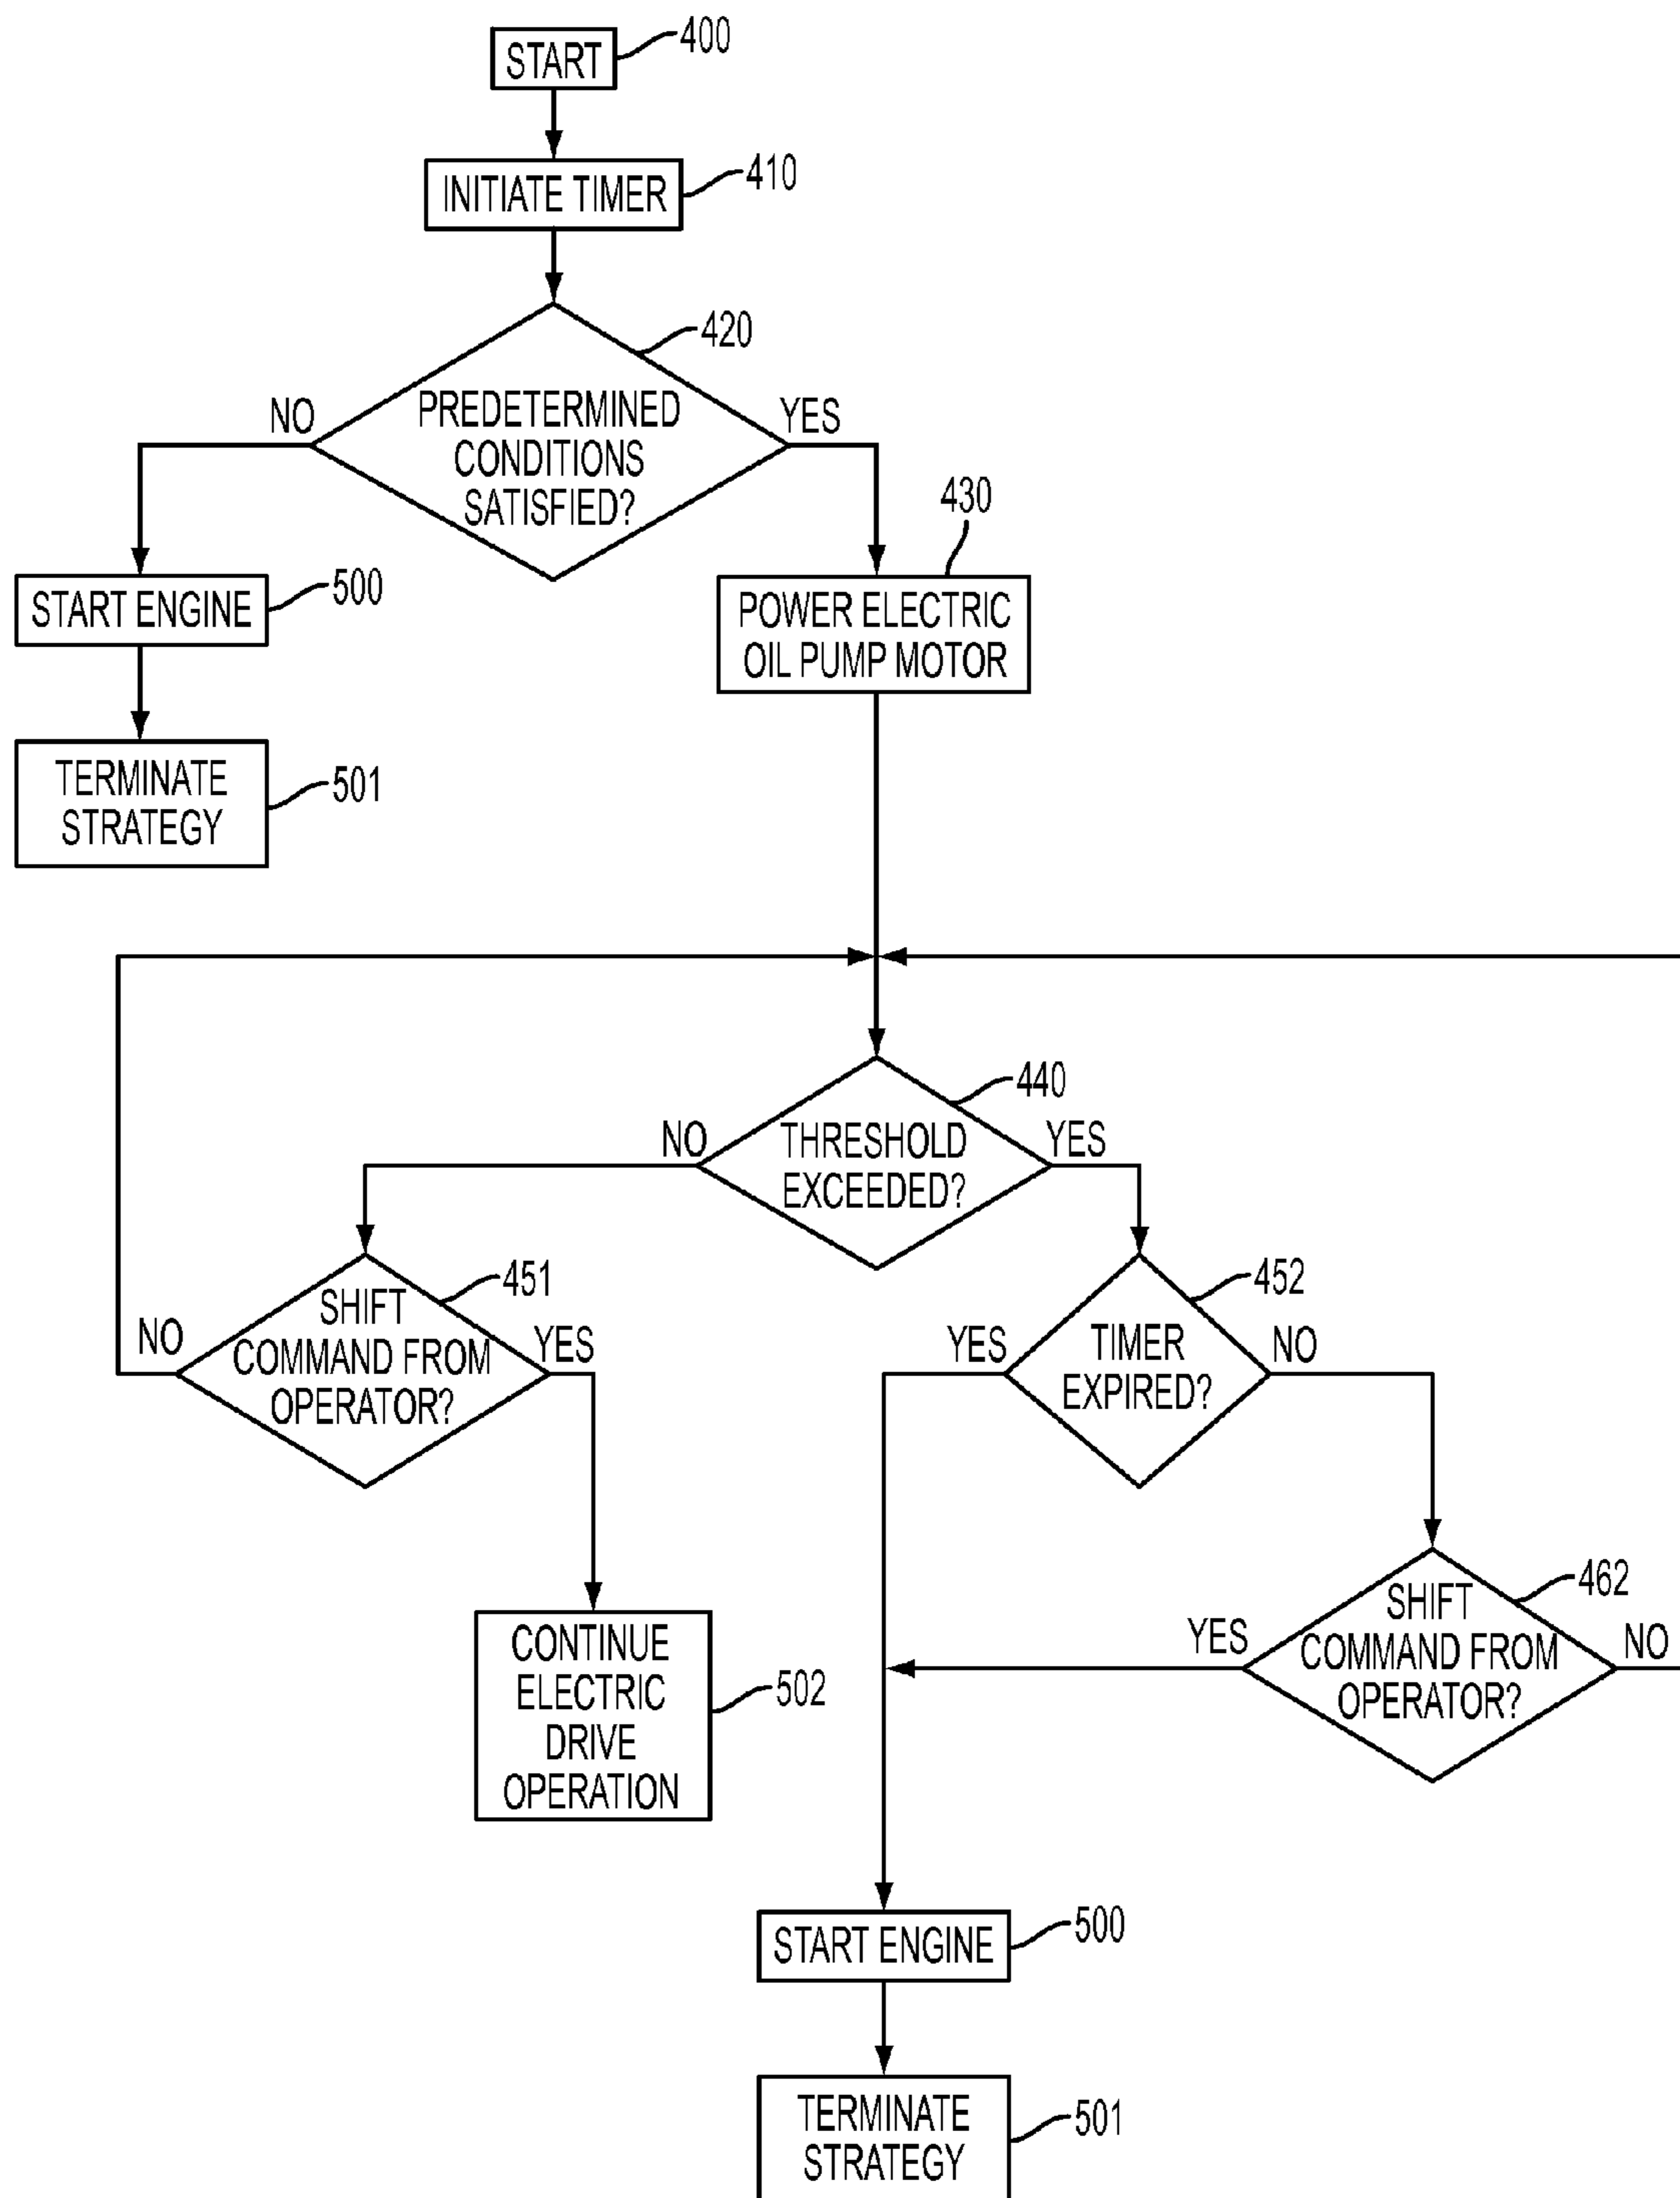 START
400
INITIATE TIMER
410
420
NO
PREDETERMINED
CONDITIONS
SATISFIED?
YES
430
START ENGINE
500
POWER ELECTRIC
OIL PUMP MOTOR
TERMINATE
STRATEGY
501
440
NO
THRESHOLD
EXCEEDED?
YES
451
NO
SHIFT
COMMAND FROM
OPERATOR?
YES
452
YES
TIMER
EXPIRED?
NO
462
YES
SHIFT
COMMAND FROM
OPERATOR?
NO
CONTINUE
ELECTRIC
DRIVE
OPERATION
502
START ENGINE
500
TERMINATE
STRATEGY
501